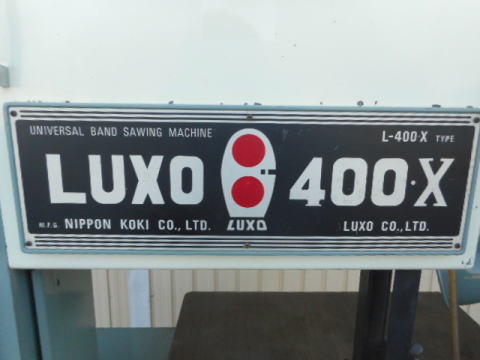 UNIVERSAL BAND SAWING MACHINE
L-400·X TYPE
LUXO 400·X
LUXO
M.F.G. NIPPON KOKI CO.,LTD.
LUXO CO.,LTD.